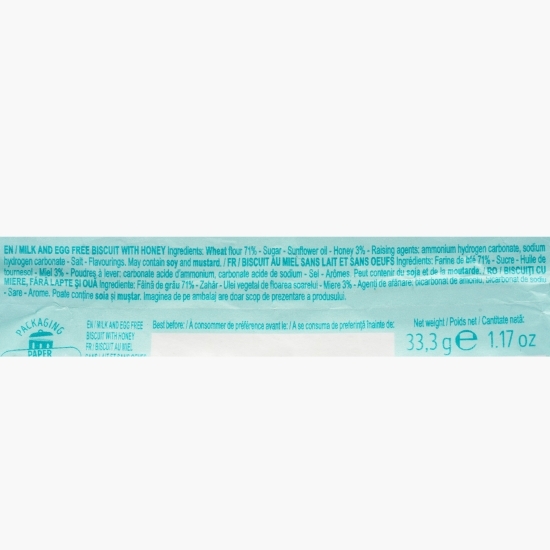 EN / MILK AND EGG FREE BISCUIT WITH HONEY Ingredients: Wheat flour 71% - Sugar - Sunflower oil - Honey 3% - Raising agents: ammonium hydrogen carbonate, sodium
hydrogen carbonate - Salt - Flavourings. May contain soy and mustard. / FR / BISCUIT AU MIEL SANS LAIT ET SANS OEUFS Ingrédients: Farine de blé 71% - Sucre - Huile de
tournesol - Miel 3% - Poudres à lever: carbonate acide d'ammonium, carbonate acide de sodium - Sel - Arômes. Peut contenir du soja et de la moutarde. / RO / BISCUIȚI CU
MIERE, FĂRĂ LAPTE ȘI OUĂ Ingrediente: Făină de grâu 71% - Zahăr - Ulei vegetal de floarea soarelui - Miere 3% - Agenți de afânare: bicarbonat de amoniu, bicarbonat de sodiu
- Sare - Arome. Poate conține soia și muștar. Imaginea de pe ambalaj are doar scop de prezentare a produsului.
PACKAGING
PAPER
EN / MILK AND EGG FREE
BISCUIT WITH HONEY
FR / BISCUIT AU MIEL
SANS LAIT ET SANS OEUFS
Best before: / À consommer de préférence avant le: / A se consuma de preferință înainte de:
Net weight / Poids net / Cantitate netă:
33,3 g e 1.17 oz